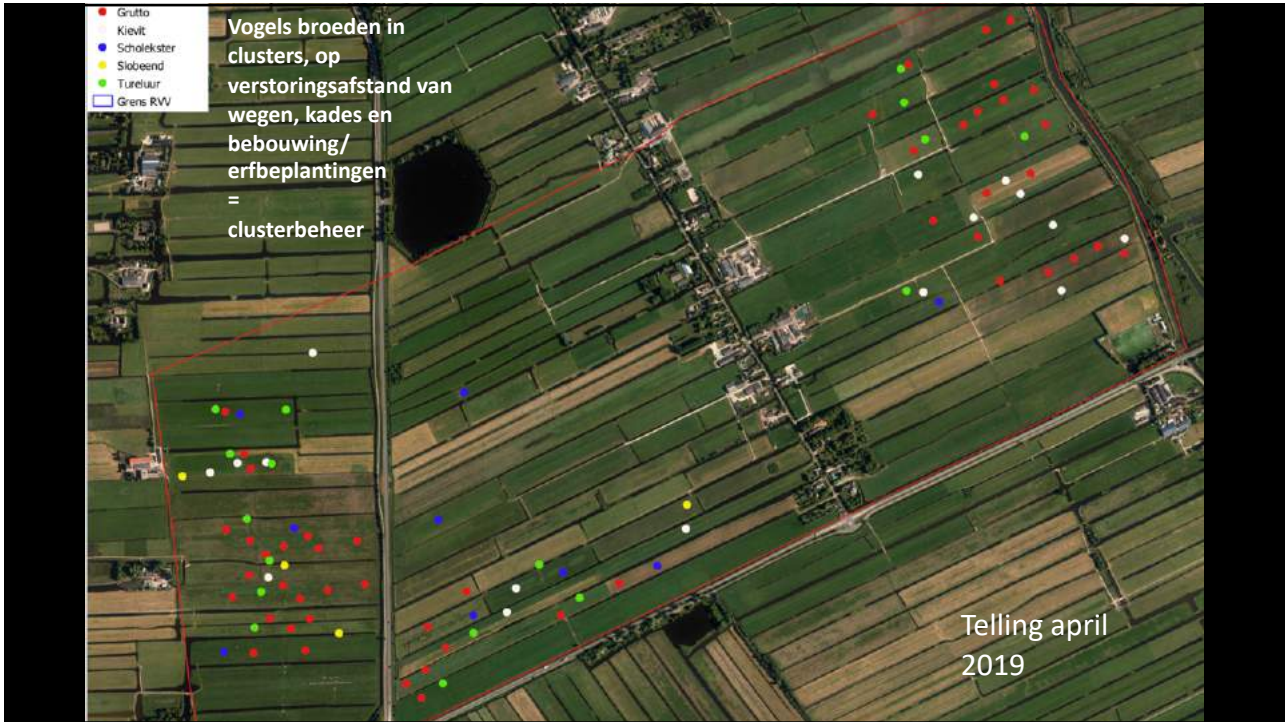 Grutto
Kievit
Scholekster
Slobeend
Tureluur
Grens RVV
Vogels broeden in
clusters, op
verstoringsafstand van
wegen, kades en
bebouwing/
erfbeplantingen
=
clusterbeheer
Telling april
2019